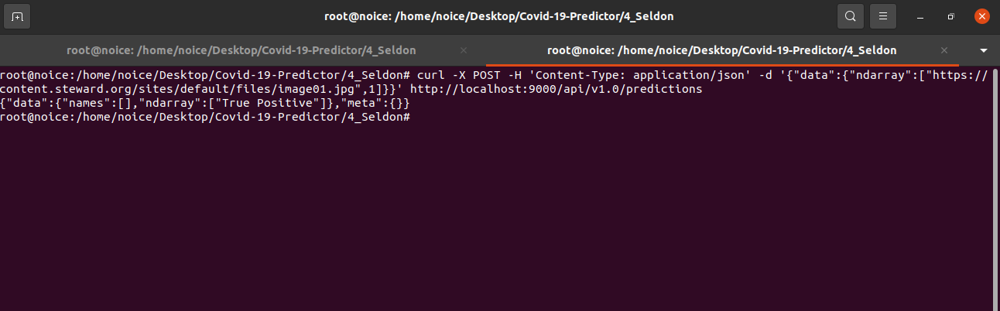 root@noice: /home/noice/Desktop/Covid-19-Predictor/4_Seldon
root@noice: /home/noice/Desktop/Covid-19-Predictor/4_Seldon
root@noice: /home/noice/Desktop/Covid-19-Predictor/4_Seldon
root@noice:/home/noice/Desktop/Covid-19-Predictor/4_Seldon# curl -X POST -H 'Content-Type: application/json' -d '{"data":{"ndarray":["https://
content.steward.org/sites/default/files/image01.jpg",1]}}' http://localhost:9000/api/v1.0/predictions
{"data":{"names":[],"ndarray":["True Positive"]},"meta":{}}
root@noice:/home/noice/Desktop/Covid-19-Predictor/4_Seldon#